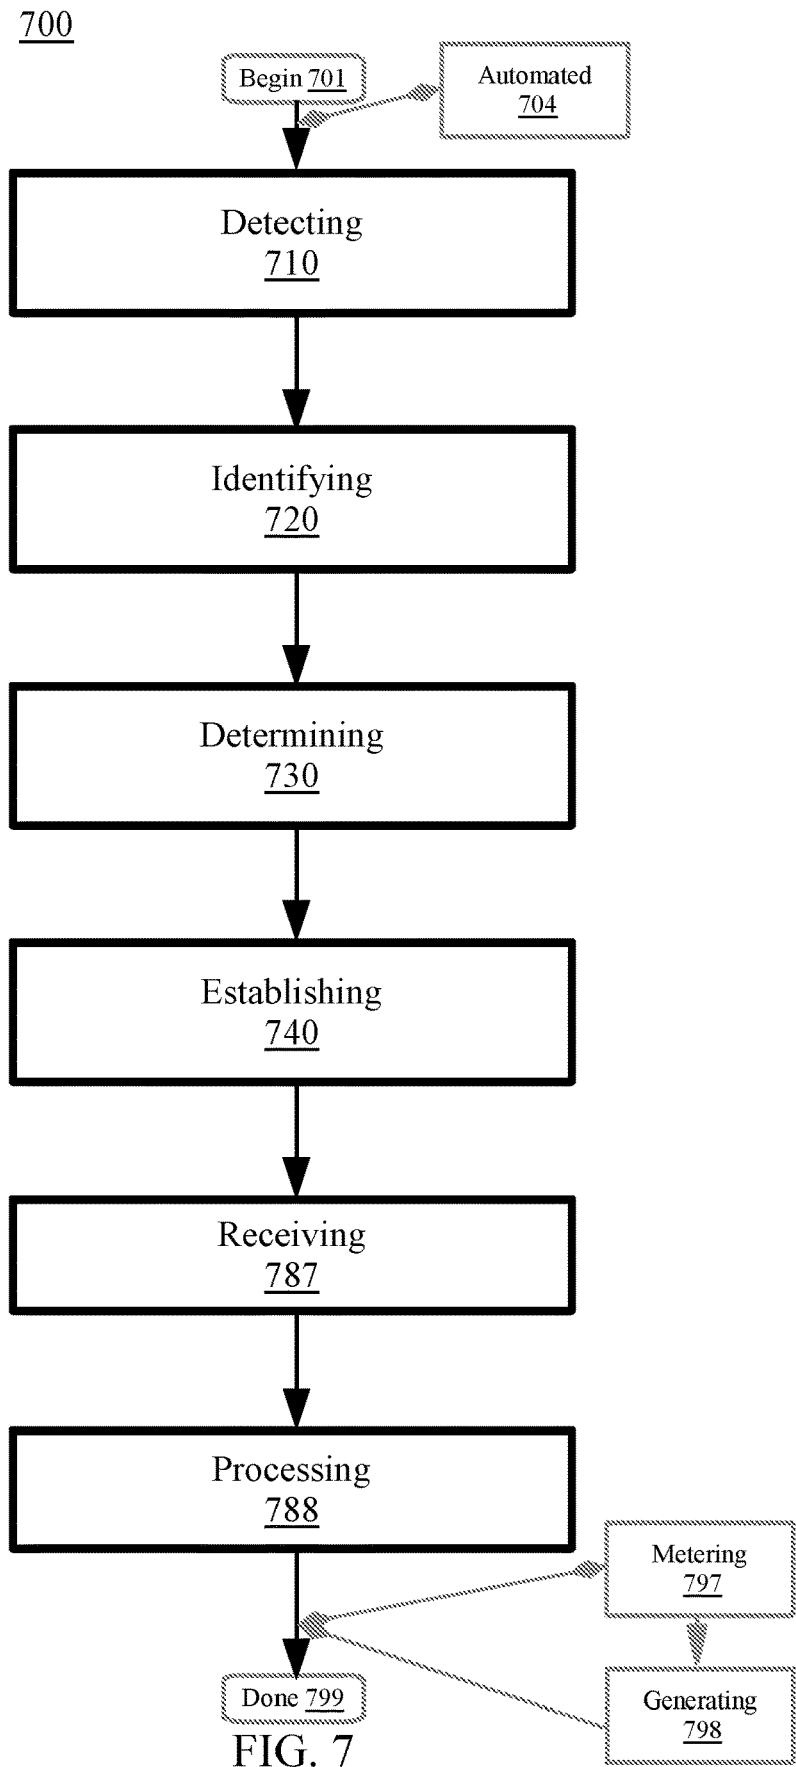 700
Begin 701
Automated
704
Detecting
710
Identifying
720
Determining
730
Establishing
740
Receiving
787
Processing
788
Metering
797
Generating
798
Done 799
FIG. 7